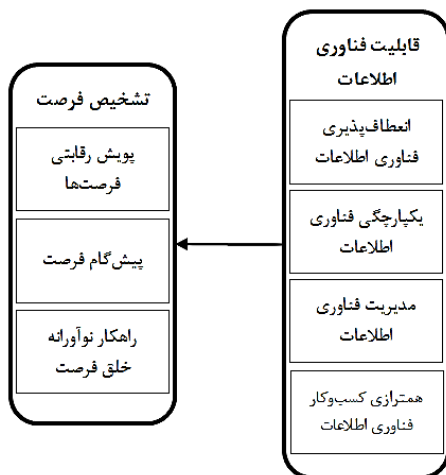 قابلیت فناوری
اطلاعات
انعطاف‌پذیری
فناوری اطلاعات
یکپارچگی فناوری
اطلاعات
مدیریت فناوری
اطلاعات
همترازی کسب‌وکار
فناوری اطلاعات
تشخیص فرصت
پویش رقابتی
فرصت‌ها
پیش‌گام فرصت
راهکار نوآورانه
خلق فرصت